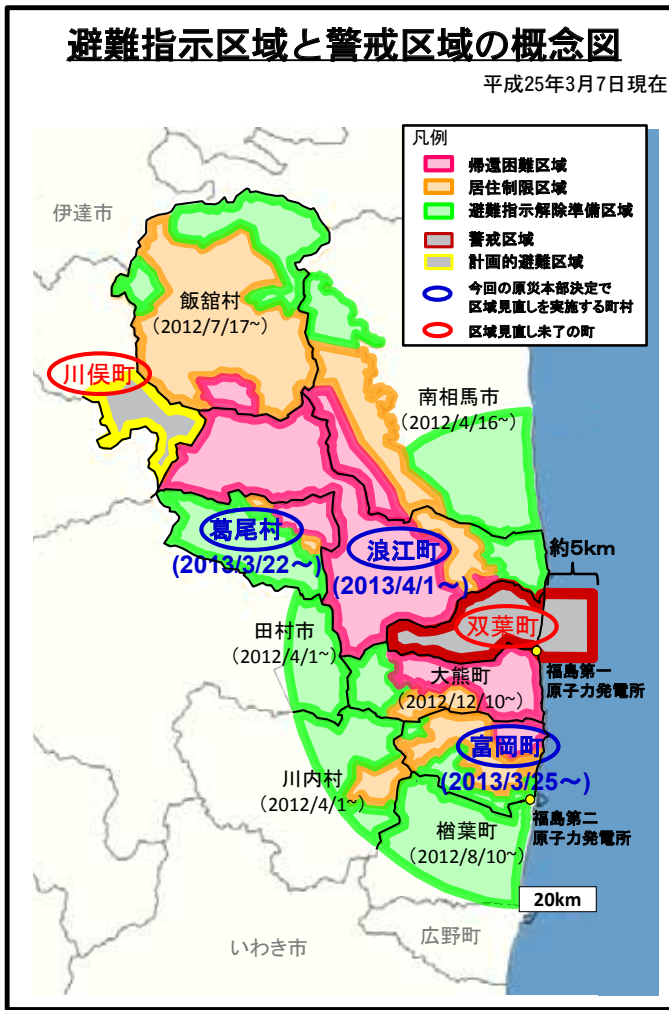 避難指示区域と警戒区域の概念図
平成25年3月7日現在
凡例
帰還困難区域
居住制限区域
避難指示解除準備区域
警戒区域
計画的避難区域
今回の原災本部決定で
区域見直しを実施する町村
区域見直し未了の町
伊達市
飯舘村
（2012/7/17~）
川俣町
南相馬市
（2012/4/16~）
葛尾村
(2013/3/22～)
浪江町
(2013/4/1～)
約5km
双葉町
田村市
（2012/4/1~）
福島第一
原子力発電所
大熊町
（2012/12/10~）
富岡町
(2013/3/25～)
川内村
（2012/4/1~）
福島第二
原子力発電所
楢葉町
（2012/8/10~）
20km
広野町
いわき市